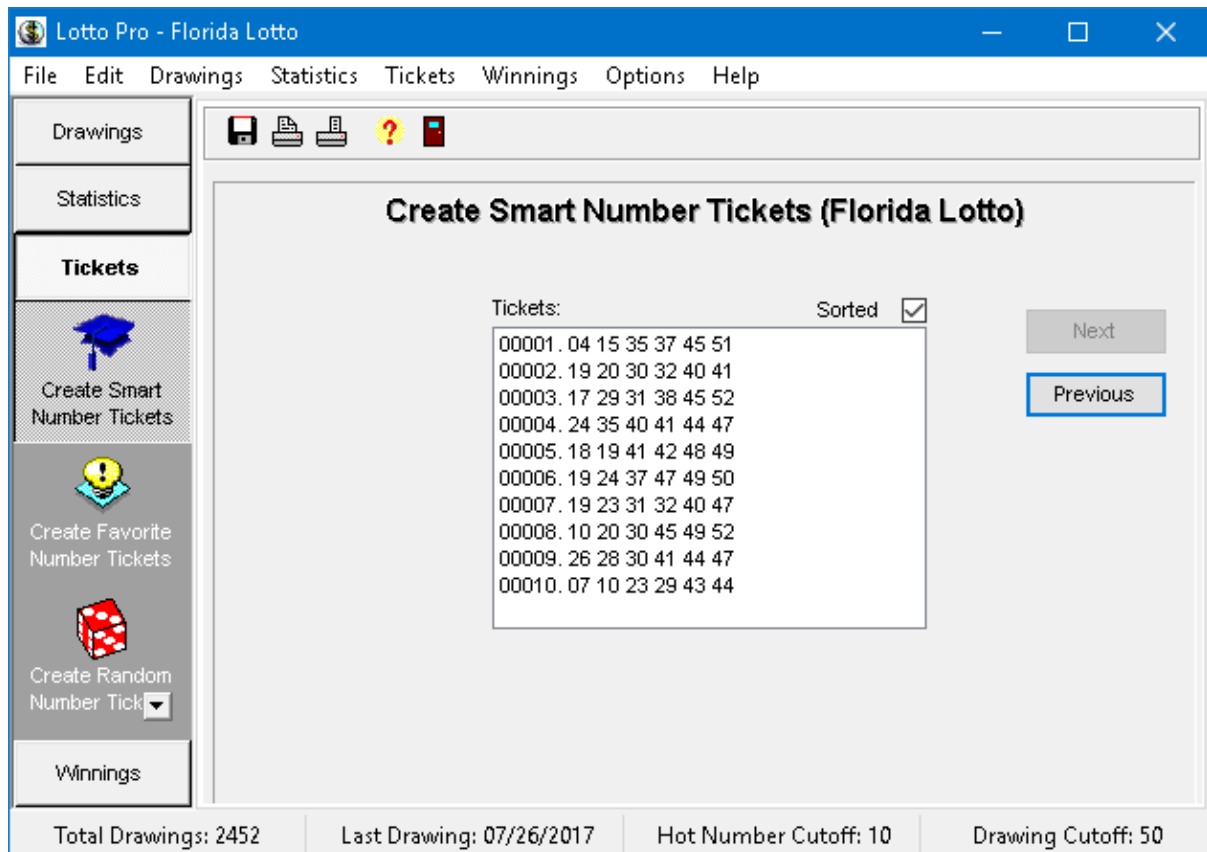 Lotto Pro - Florida Lotto
File Edit Drawings Statistics Tickets Winnings Options Help
Drawings
Statistics
Tickets
Create Smart
Number Tickets
Create Favorite
Number Tickets
Create Random
Number Tick
Winnings
Create Smart Number Tickets (Florida Lotto)
Tickets: Sorted
00001. 04 15 35 37 45 51
00002. 19 20 30 32 40 41
00003. 17 29 31 38 45 52
00004. 24 35 40 41 44 47
00005. 18 19 41 42 48 49
00006. 19 24 37 47 49 50
00007. 19 23 31 32 40 47
00008. 10 20 30 45 49 52
00009. 26 28 30 41 44 47
00010. 07 10 23 29 43 44
Next
Previous
Total Drawings: 2452 Last Drawing: 07/26/2017 Hot Number Cutoff: 10 Drawing Cutoff: 50